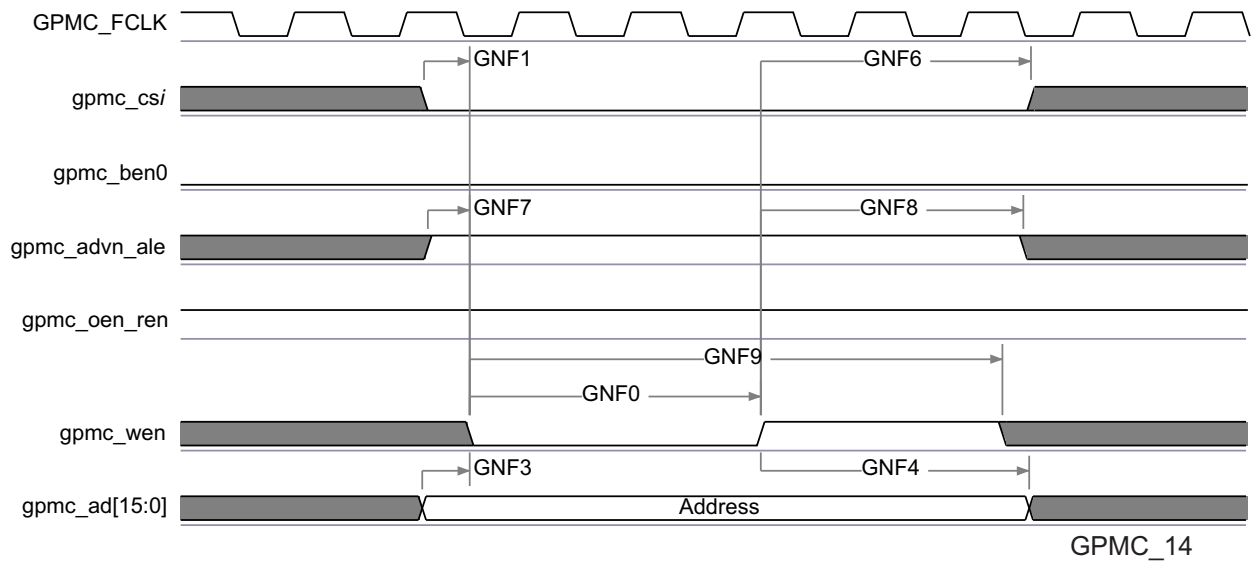 GPMC_FCLK
GNF1
GNF6
gpmc_csi
gpmc_ben0
GNF7
GNF8
gpmc_advn_ale
gpmc_oen_ren
GNF9
GNF0
gpmc_wen
GNF3
GNF4
gpmc_ad[15:0]
Address
GPMC_14